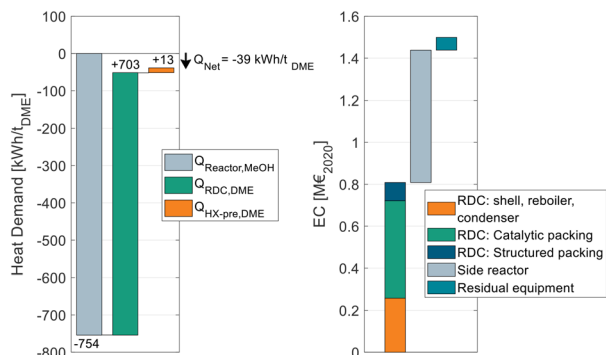 100
0
-100
-200
-300
-400
-500
-600
-700
-800
Heat Demand [kWh/t_DME]
+703
+13
-754
Q_Net = -39 kWh/t_DME
Q_Reactor,MeOH
Q_RDC,DME
Q_HX-pre,DME
1.6
1.4
1.2
1
0.8
0.6
0.4
0.2
0
EC [M€_2020]
RDC: shell, reboiler,
condenser
RDC: Catalytic packing
RDC: Structured packing
Side reactor
Residual equipment